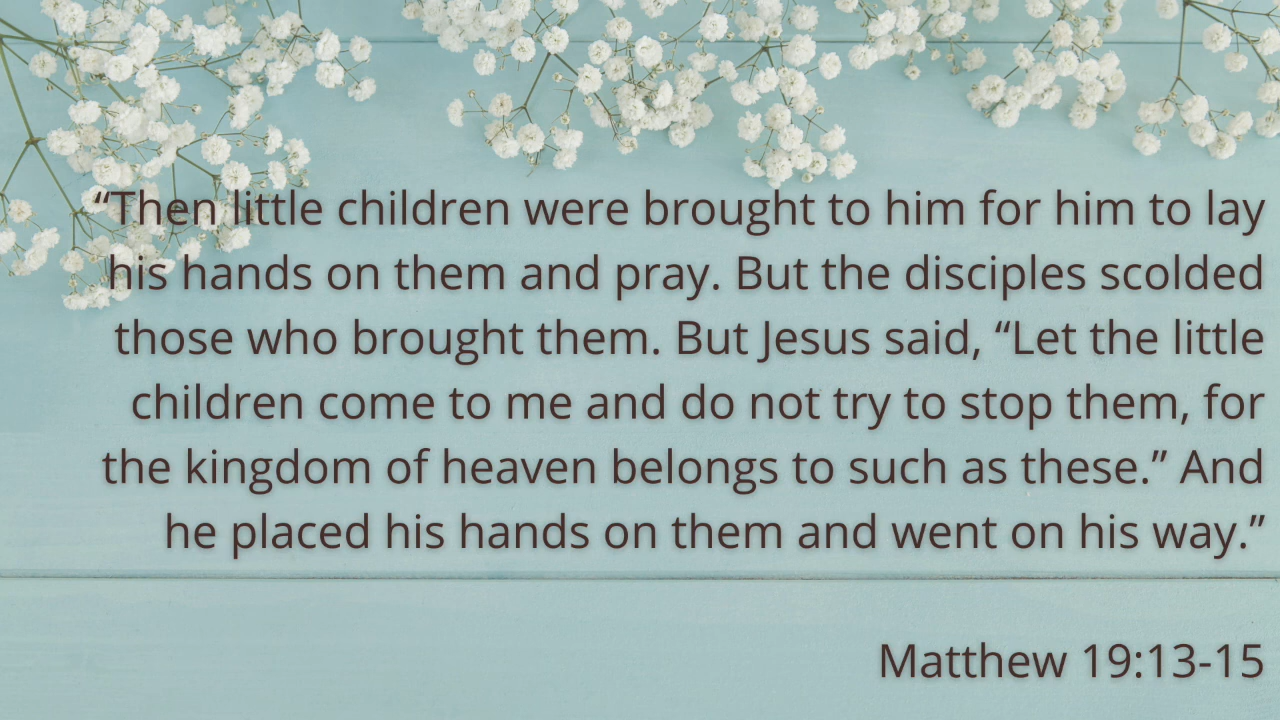 “Then little children were brought to him for him to lay
his hands on them and pray. But the disciples scolded
those who brought them. But Jesus said, “Let the little
children come to me and do not try to stop them, for
the kingdom of heaven belongs to such as these.” And
he placed his hands on them and went on his way.”
Matthew 19:13-15